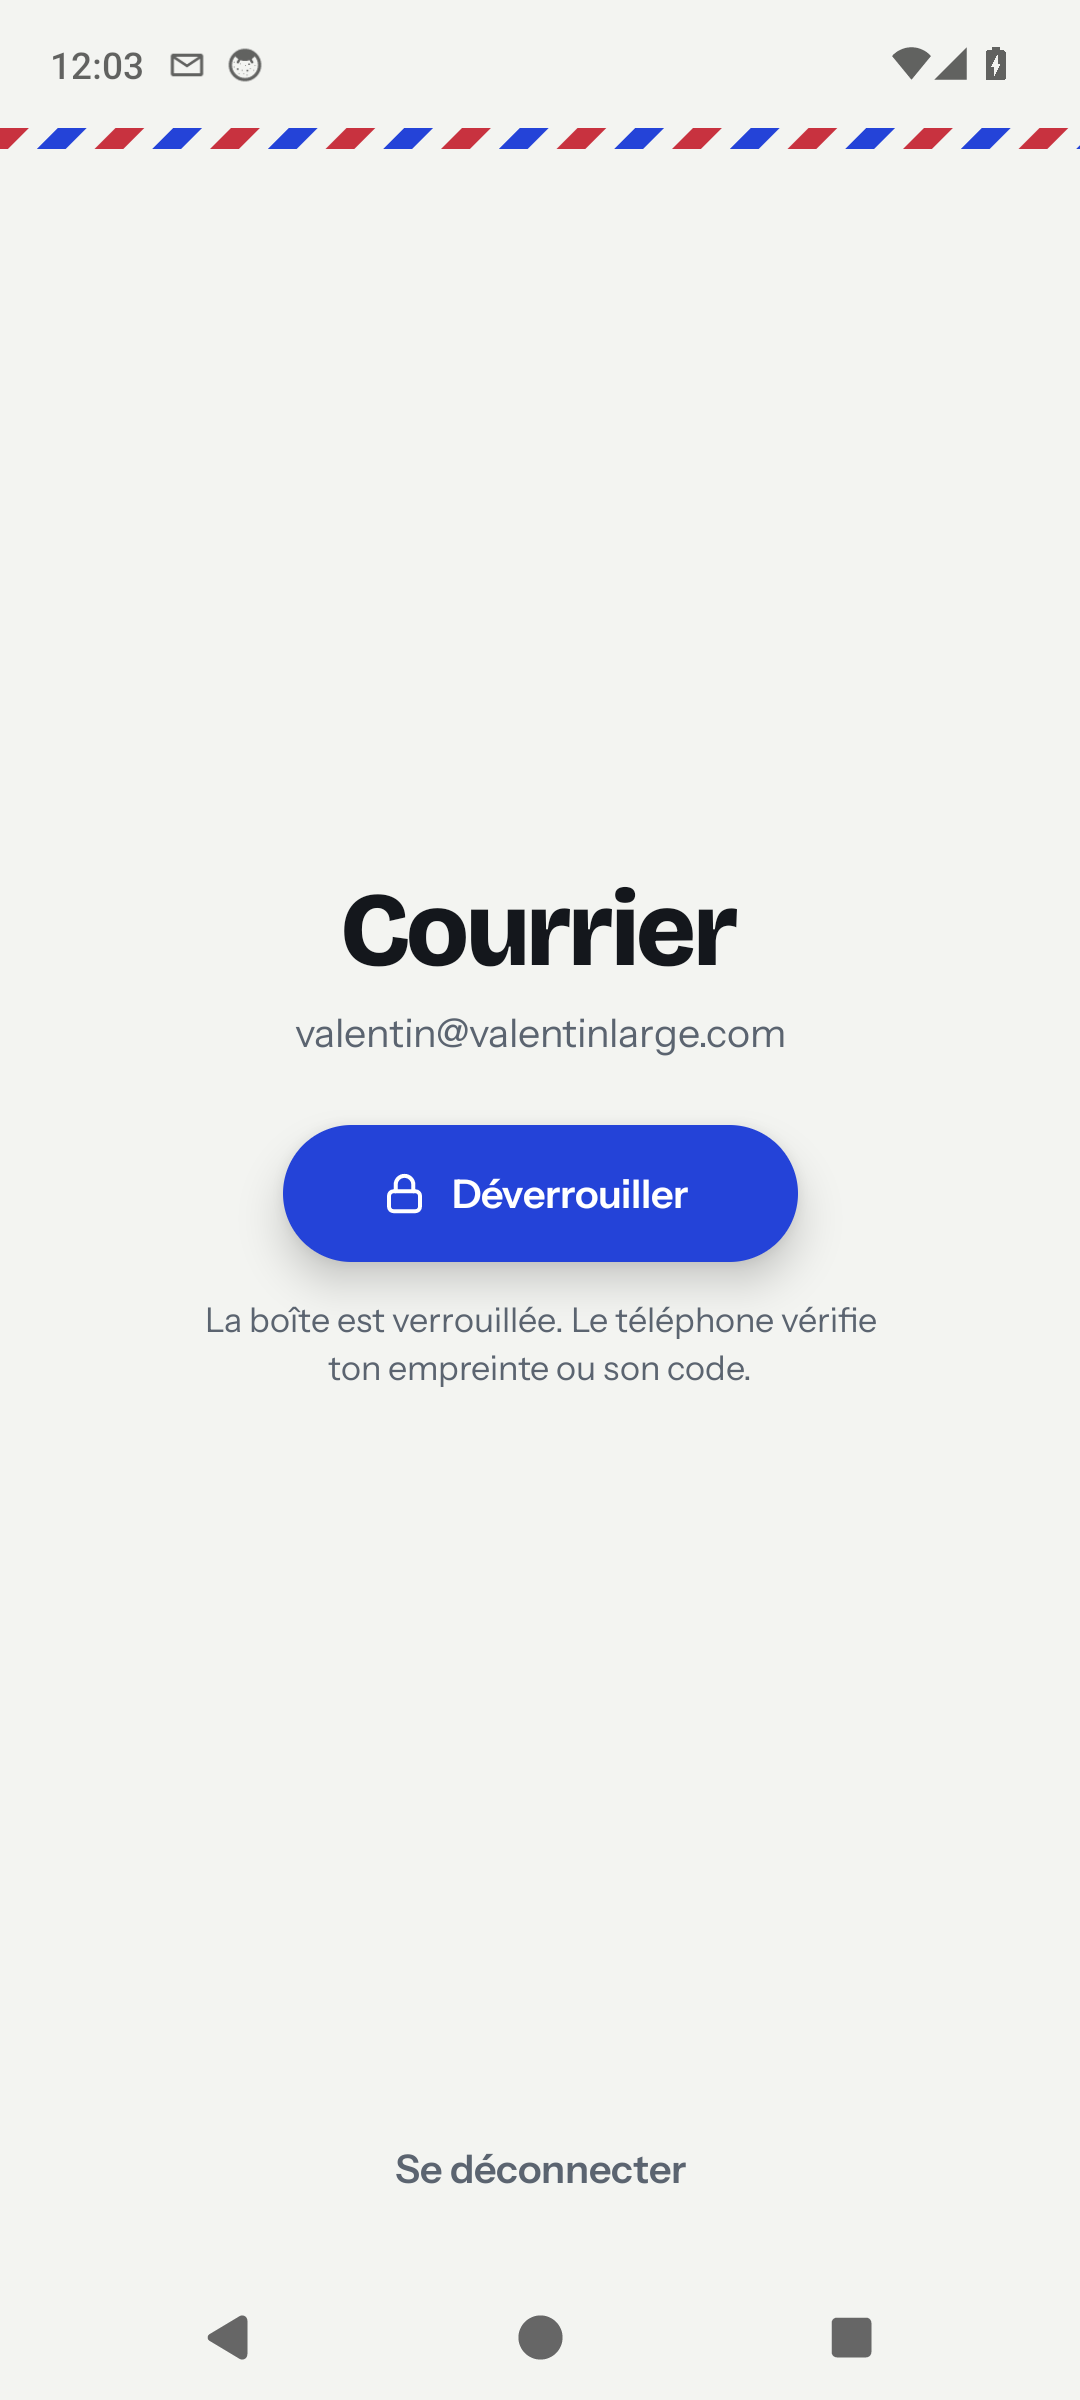 12:03
Courrier
valentin@valentinlarge.com
Déverrouiller
La boîte est verrouillée. Le téléphone vérifie
ton empreinte ou son code.
Se déconnecter